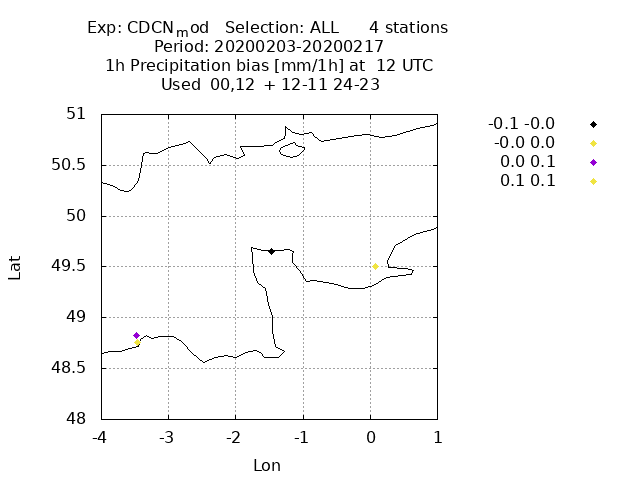 Exp: CDCNmod Selection: ALL 4 stations
Period: 20200203-20200217
1h Precipitation bias [mm/1h] at 12 UTC
Used 00,12 + 12-11 24-23
-0.1 -0.0
-0.0 0.0
0.0 0.1
0.1 0.1
51
50.5
50
49.5
49
48.5
48
Lat
-4 -3 -2 -1 0 1
Lon